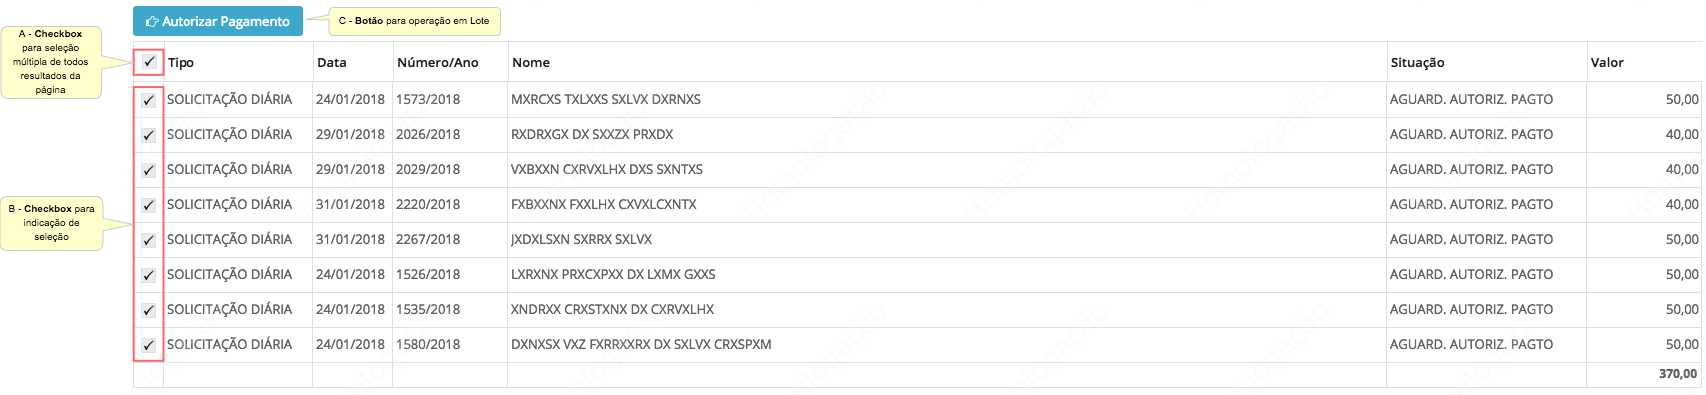 Autorizar Pagamento
C - Botão para operação em Lote
A - Checkbox
para seleção
múltipla de todos
resultados da
página
Tipo Data Número/Ano Nome Situação Valor
SOLICITAÇÃO DIÁRIA 24/01/2018 1573/2018 MXRCXS TXLXXS SXLVX DXRNXS AGUARD. AUTORIZ. PAGTO 50,00
SOLICITAÇÃO DIÁRIA 29/01/2018 2026/2018 RXDRXGX DX SXXZX PRXDX AGUARD. AUTORIZ. PAGTO 40,00
SOLICITAÇÃO DIÁRIA 29/01/2018 2029/2018 VXBXXN CXRVXLHX DXS SXNTXS AGUARD. AUTORIZ. PAGTO 40,00
B - Checkbox para
indicação de
seleção
SOLICITAÇÃO DIÁRIA 31/01/2018 2220/2018 FXBXXNX FXXLHX CXVXLCXNTX AGUARD. AUTORIZ. PAGTO 40,00
SOLICITAÇÃO DIÁRIA 31/01/2018 2267/2018 JXDXLSXN SXRRX SXLVX AGUARD. AUTORIZ. PAGTO 50,00
SOLICITAÇÃO DIÁRIA 24/01/2018 1526/2018 LXRXNX PRXCXPXX DX LXMX GXXS AGUARD. AUTORIZ. PAGTO 50,00
SOLICITAÇÃO DIÁRIA 24/01/2018 1535/2018 XNDRXX CRXSTXNX DX CXRVXLHX AGUARD. AUTORIZ. PAGTO 50,00
SOLICITAÇÃO DIÁRIA 24/01/2018 1580/2018 DXNXSX VXZ FXRRXXRX DX SXLVX CRXSPXM AGUARD. AUTORIZ. PAGTO 50,00
370,00
Homologação
Homologação
Homologação
Homologação